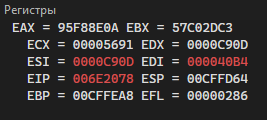 Регистры
EAX = 95F88E0A EBX = 57C02DC3
ECX = 00005691 EDX = 0000C90D
ESI = 0000C90D EDI = 000040B4
EIP = 006E2078 ESP = 00CFFD64
EBP = 00CFFEA8 EFL = 00000286